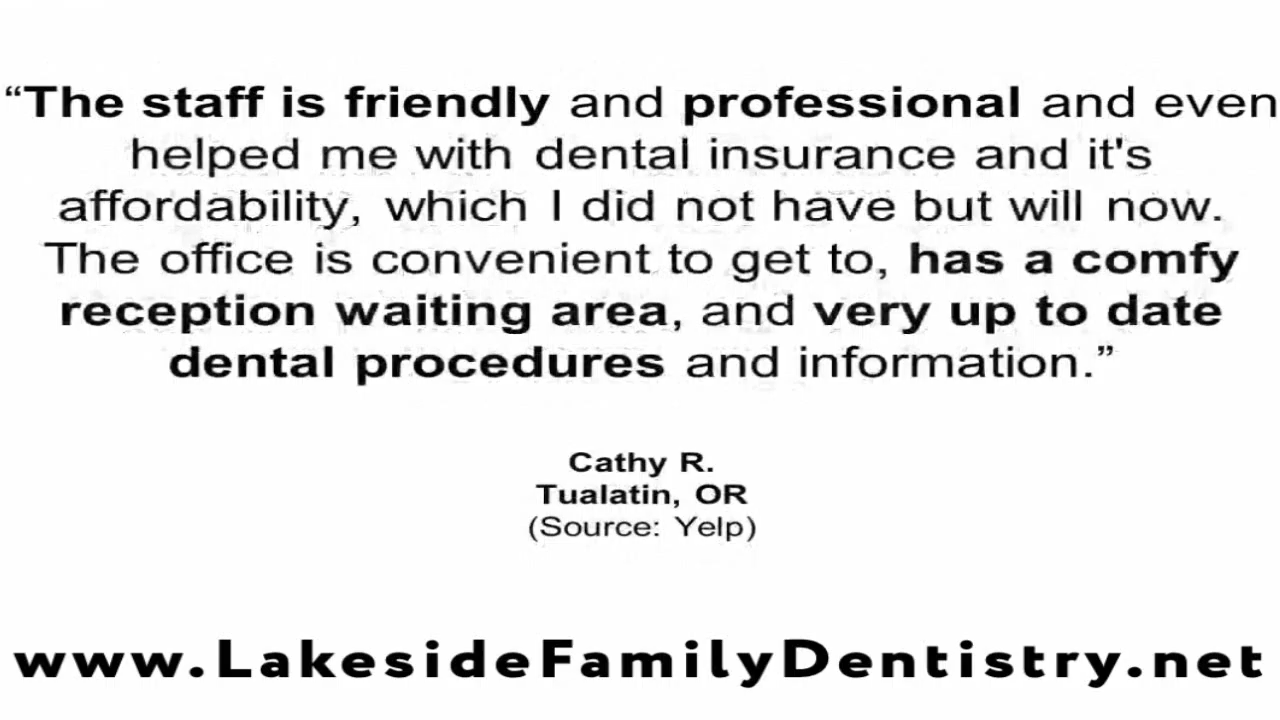 “The staff is friendly and professional and even
helped me with dental insurance and it's
affordability, which I did not have but will now.
The office is convenient to get to, has a comfy
reception waiting area, and very up to date
dental procedures and information.”
Cathy R.
Tualatin, OR
(Source: Yelp)
www.LakesideFamilyDentistry.net